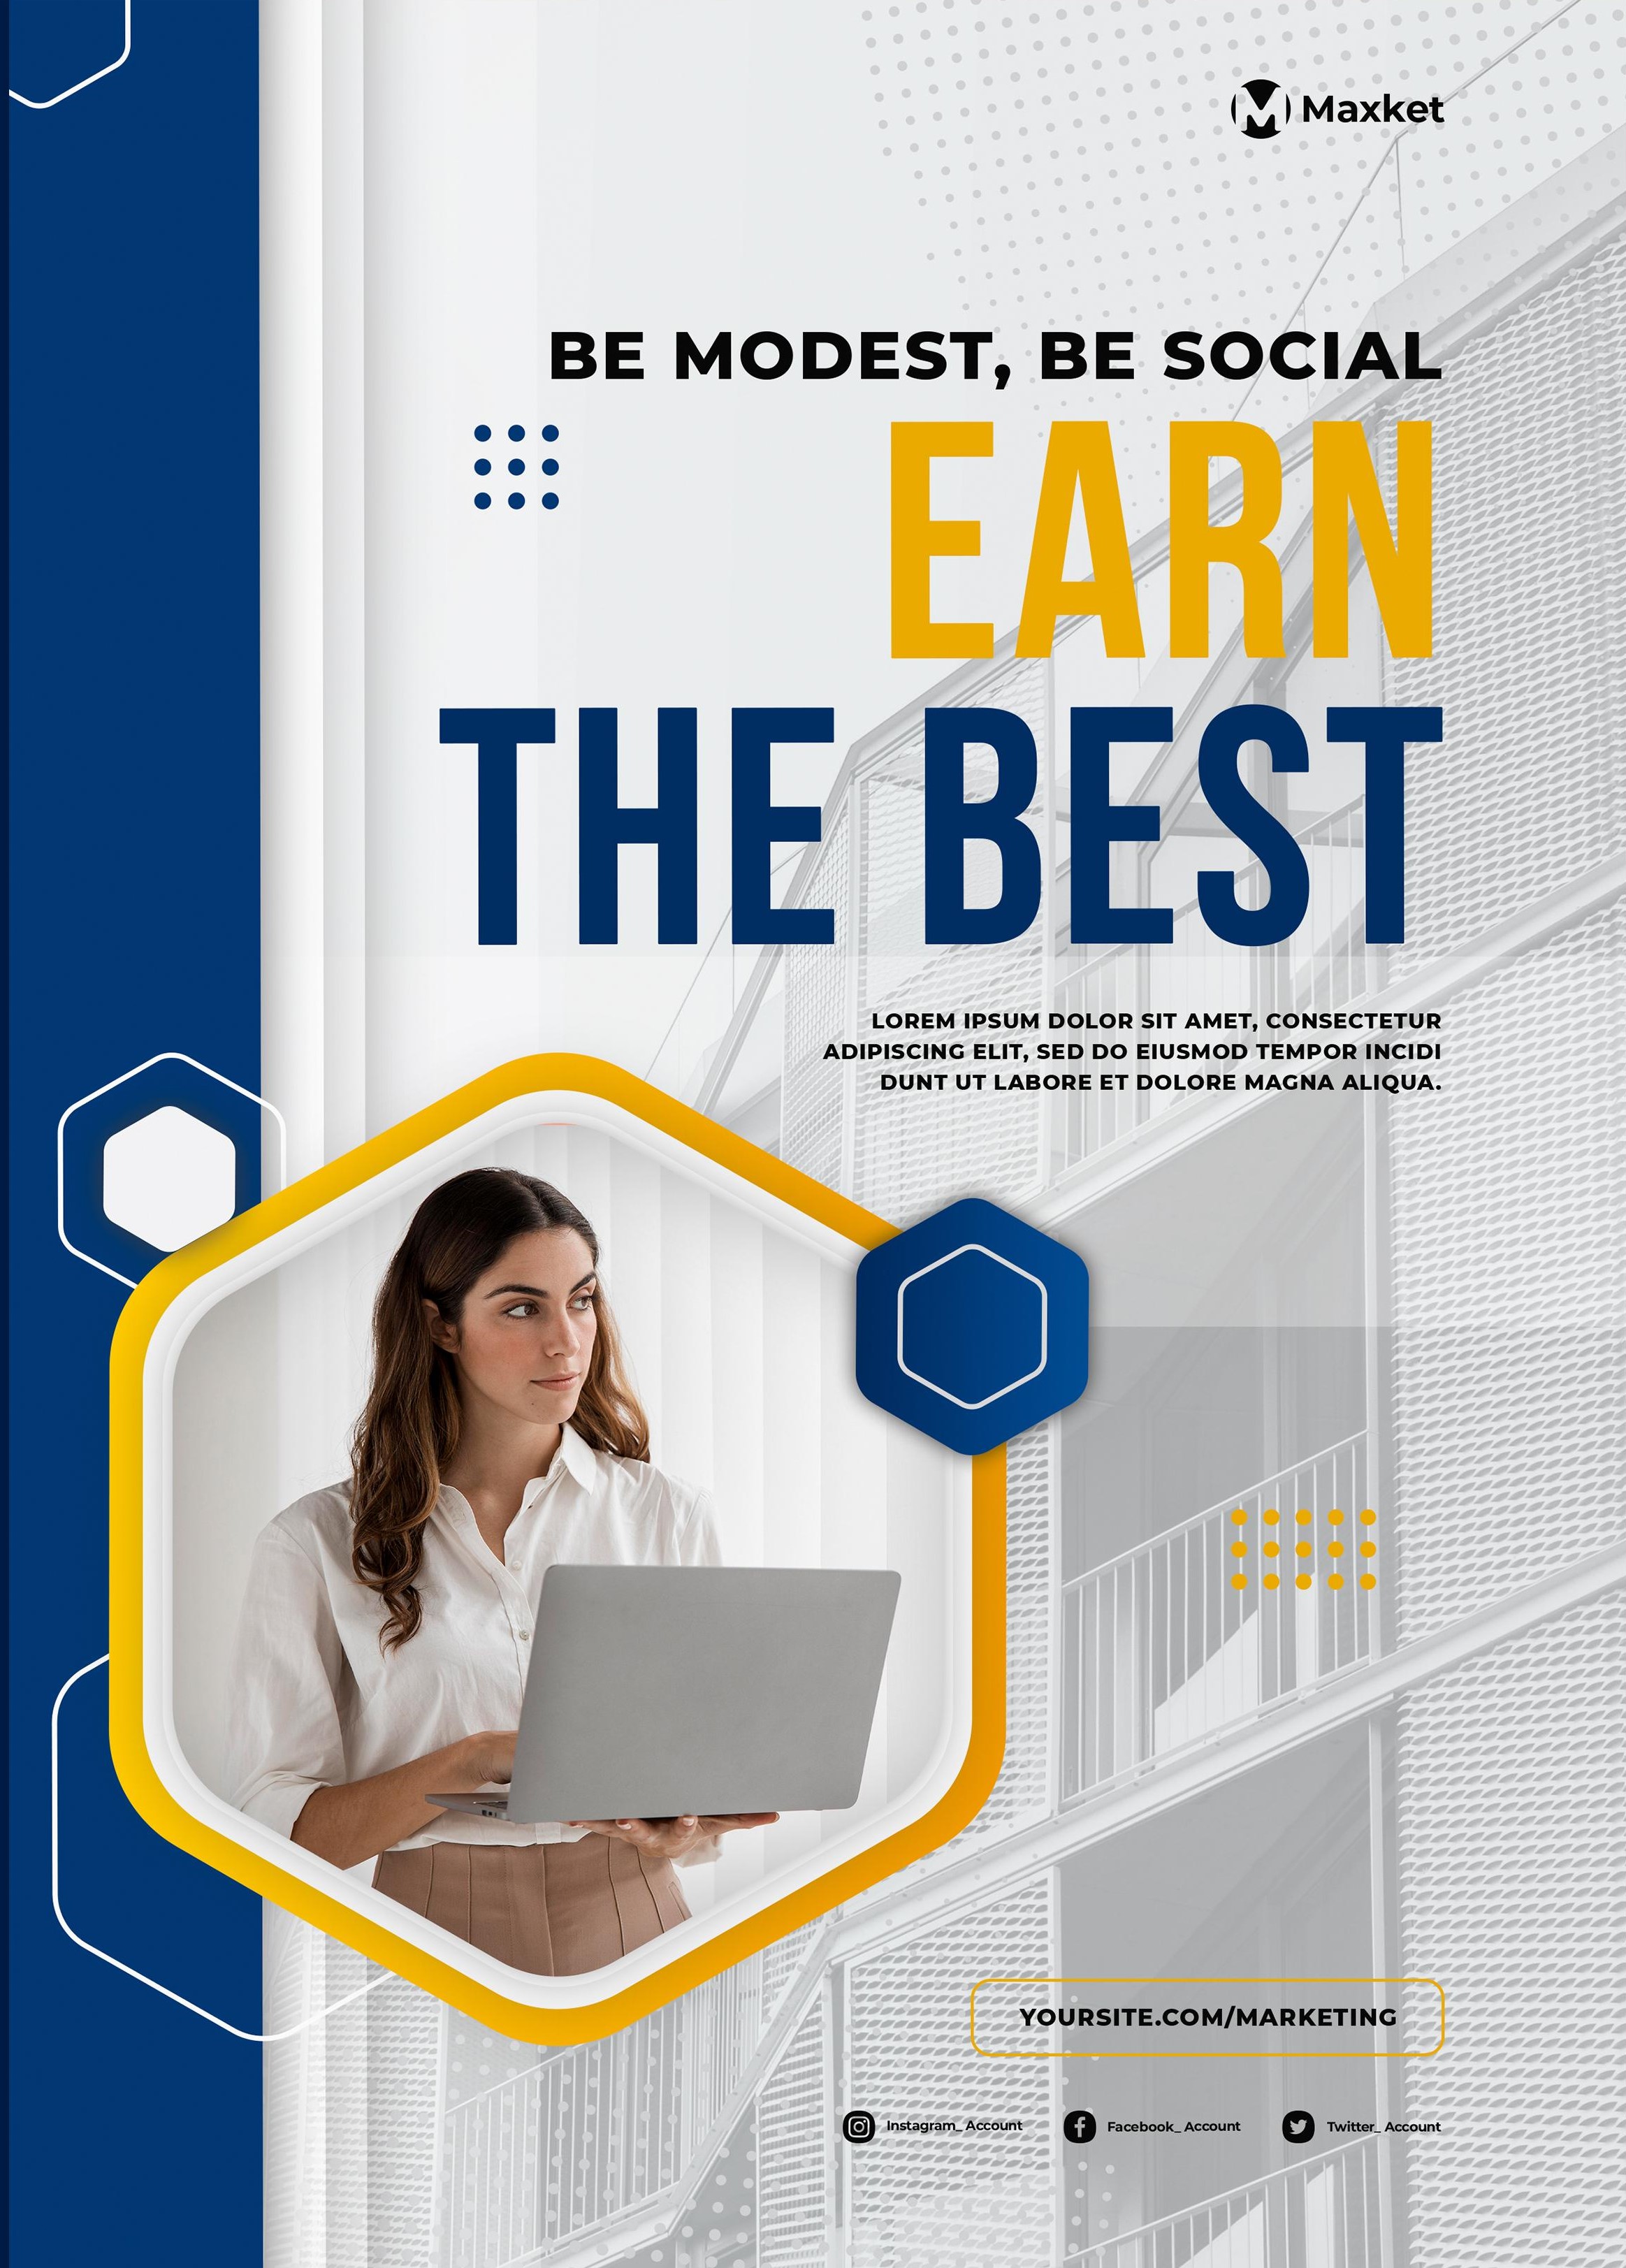 Maxket
BE MODEST, BE SOCIAL
EARN
THE BEST
LOREM IPSUM DOLOR SIT AMET, CONSECTETUR
ADIPISCING ELIT, SED DO EIUSMOD TEMPOR INCIDI
DUNT UT LABORE ET DOLORE MAGNA ALIQUA.
YOURSITE.COM/MARKETING
Instagram_ Account Facebook_ Account Twitter_ Account